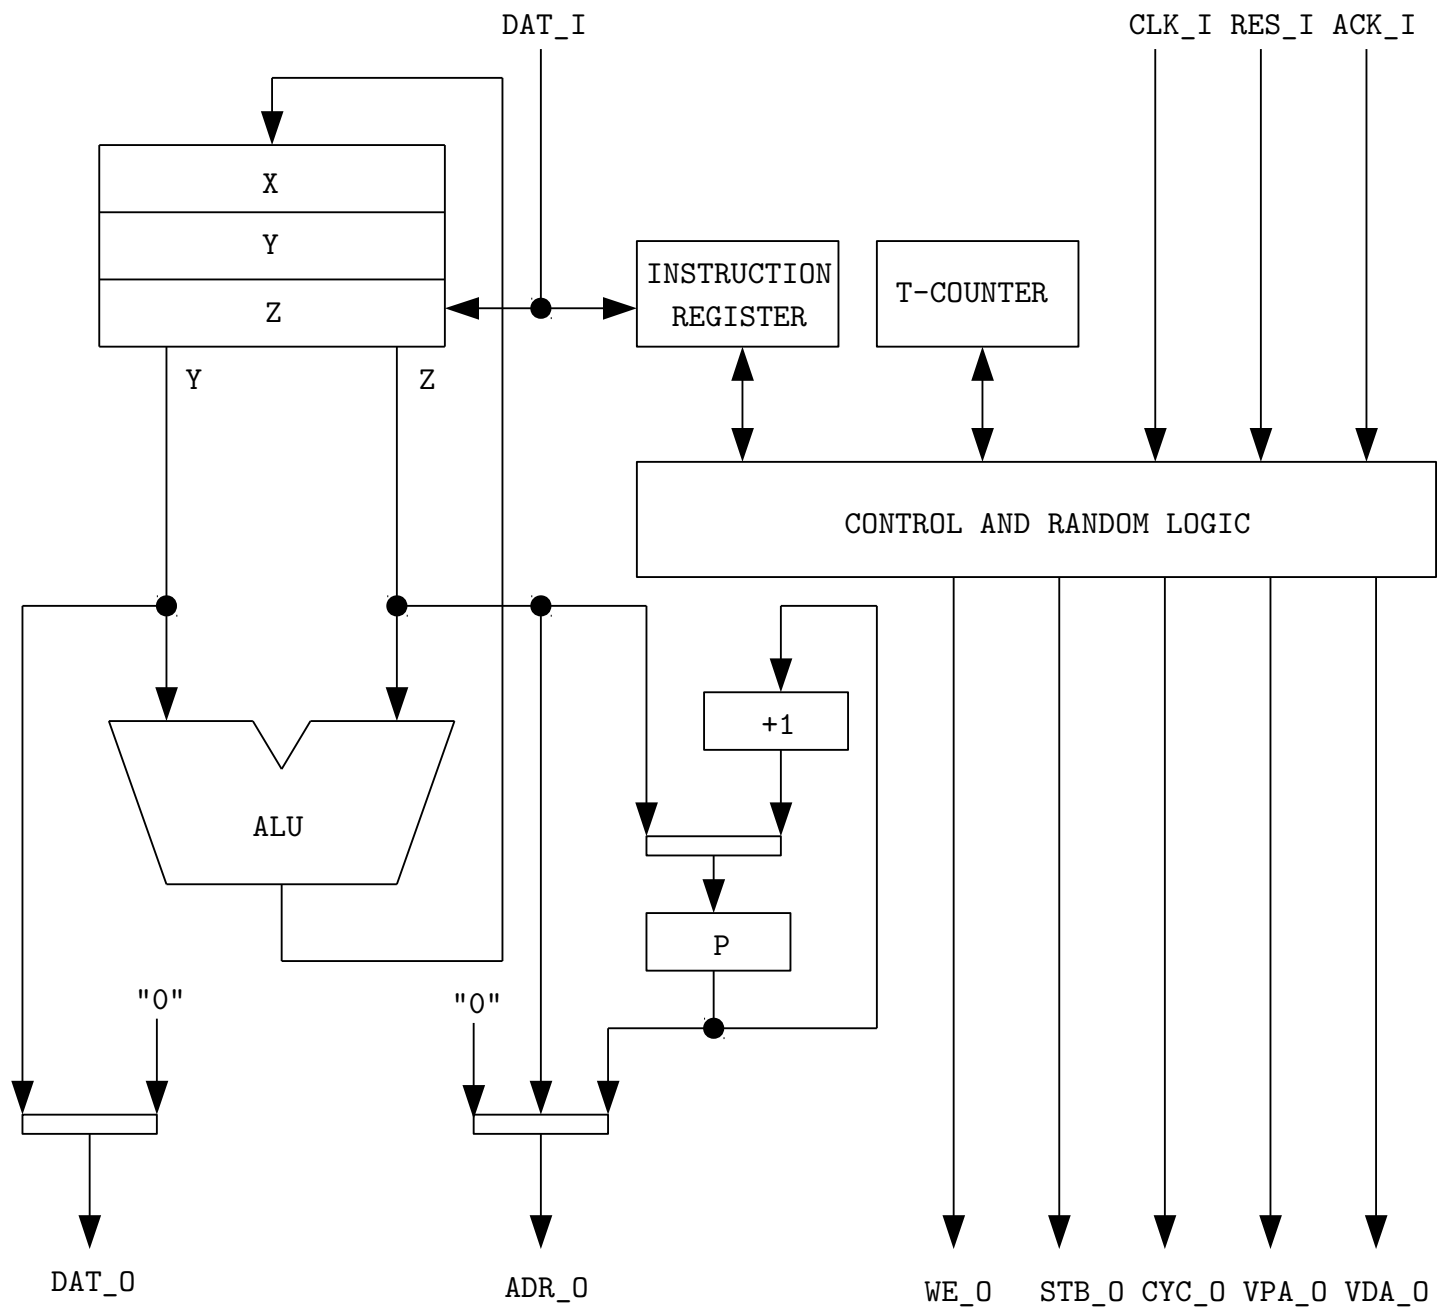 DAT_I
CLK_I RES_I ACK_I
X
Y
Z
INSTRUCTION
REGISTER
T-COUNTER
Y
Z
CONTROL AND RANDOM LOGIC
+1
ALU
P
"0"
"0"
DAT_O
ADR_O
WE_O
STB_O
CYC_O
VPA_O
VDA_O